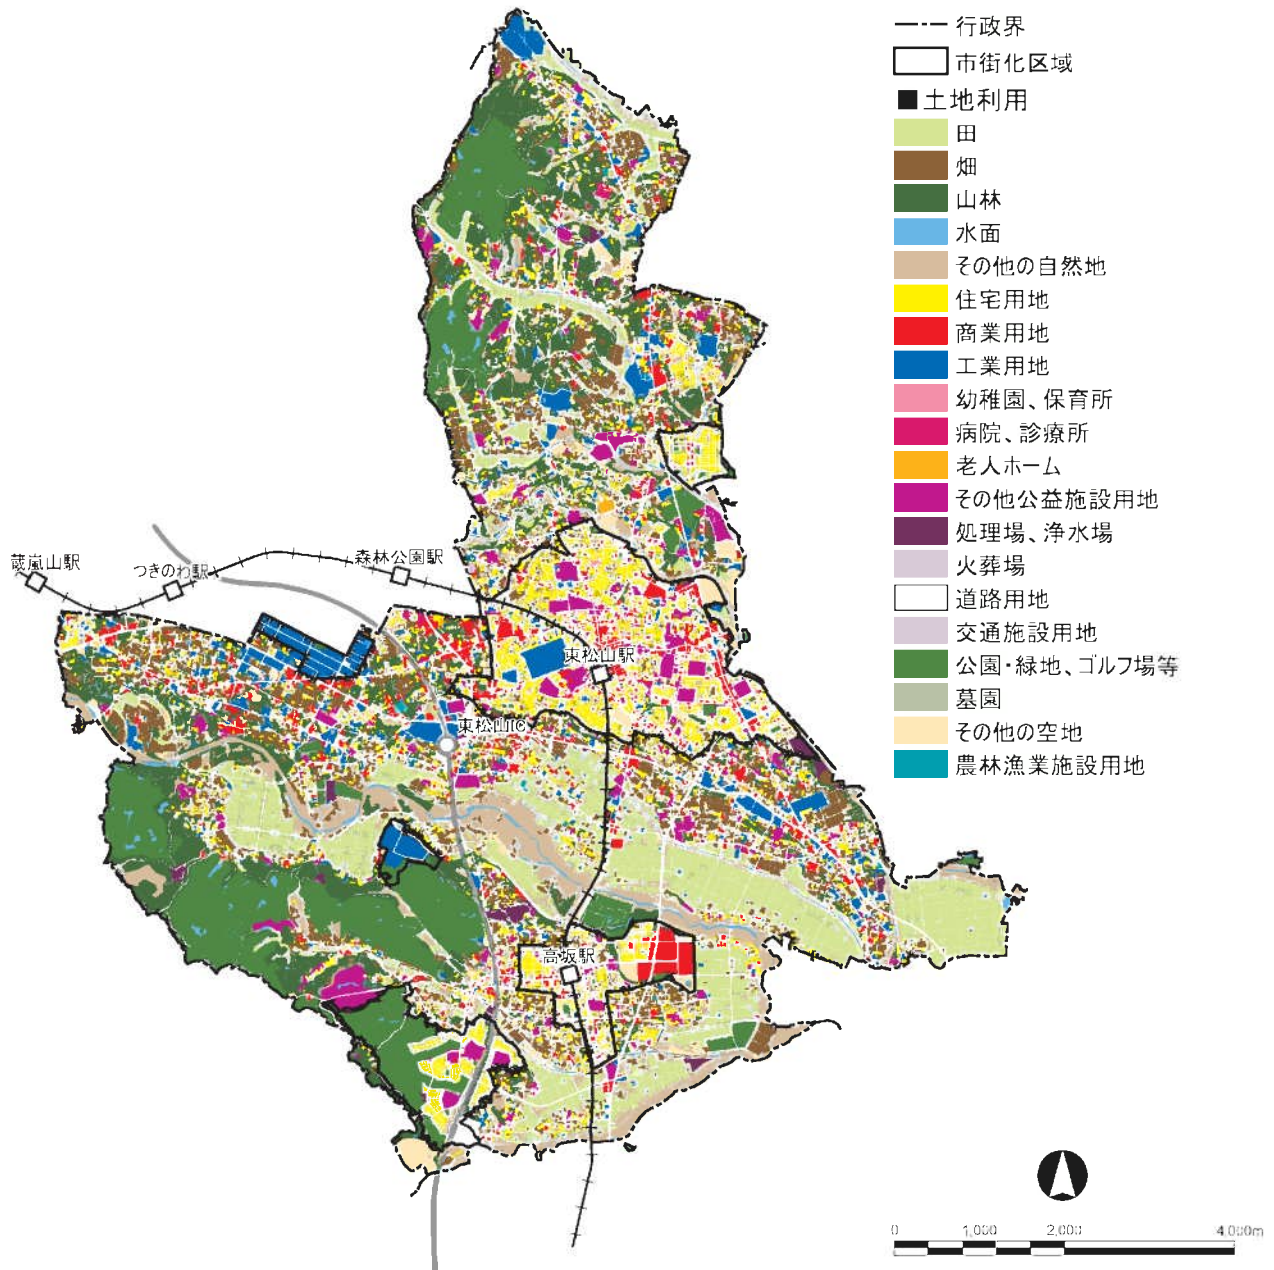 行政界
市街化区域
■土地利用
田
畑
山林
水面
その他の自然地
住宅用地
商業用地
工業用地
幼稚園、保育所
病院、診療所
老人ホーム
その他公益施設用地
処理場、浄水場
火葬場
道路用地
交通施設用地
公園・緑地、ゴルフ場等
墓園
その他の空地
農林漁業施設用地
武蔵嵐山駅
つきのわ駅
森林公園駅
東松山駅
東松山IC
高坂駅
0 1,000 2,000 4,000m